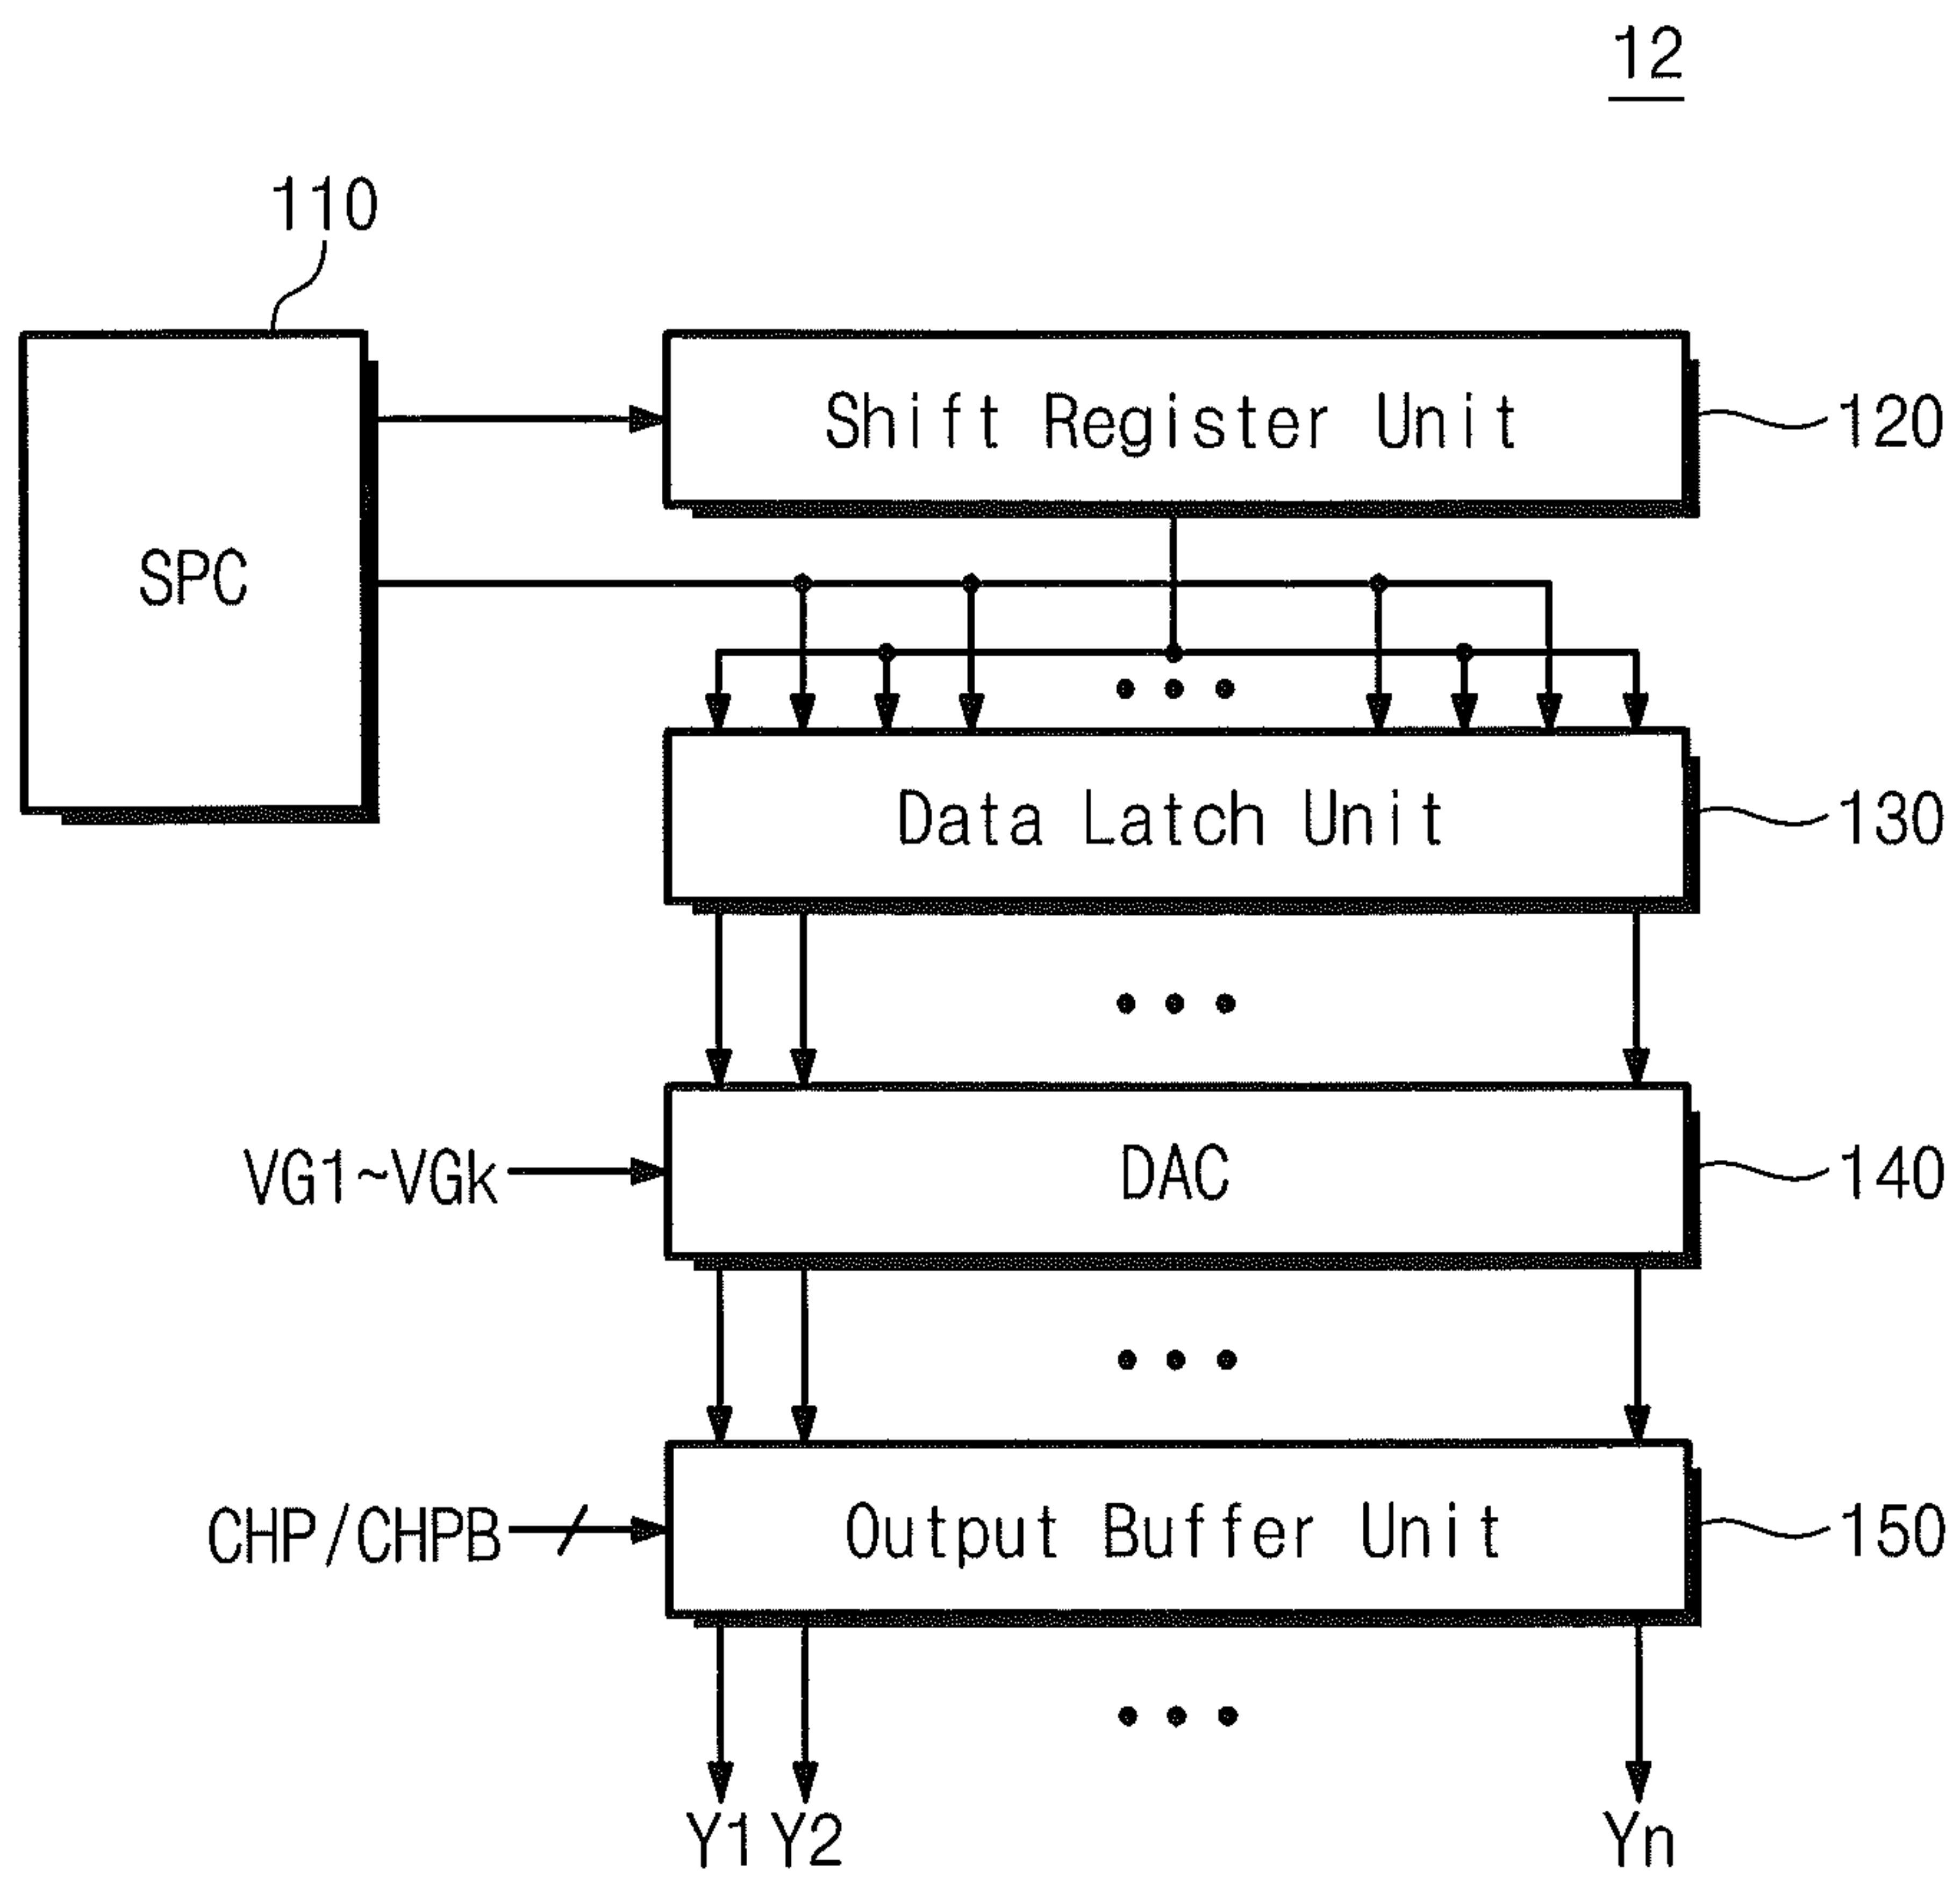 12
110
Shift Register Unit
120
SPC
Data Latch Unit
130
VG1~VGk
DAC
140
CHP/CHPB
Output Buffer Unit
150
Y1 Y2 Yn